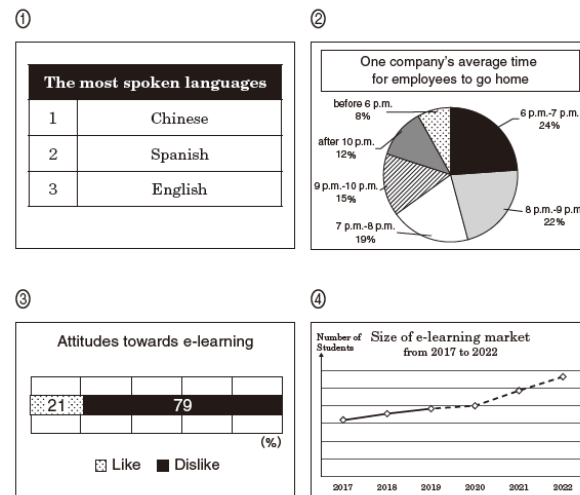 ①
The most spoken languages
1 Chinese
2 Spanish
3 English
②
One company's average time
for employees to go home
before 6 p.m.
8%
6 p.m.-7 p.m.
24%
after 10 p.m.
12%
9 p.m.-10 p.m.
15%
8 p.m.-9 p.m
22%
7 p.m.-8 p.m.
19%
③
Attitudes towards e-learning
21 79
(%)
Like Dislike
④
Number of
Students
Size of e-learning market
from 2017 to 2022
2017 2018 2019 2020 2021 2022